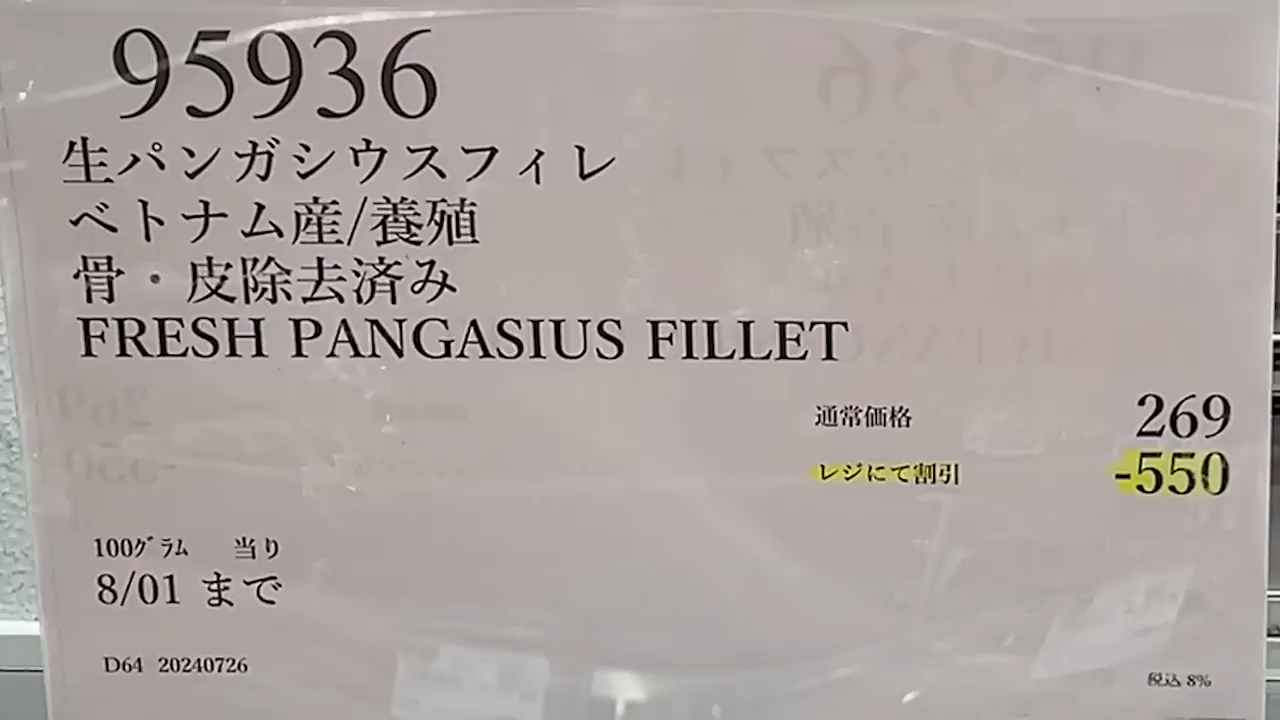 95936
生パンガシウスフィレ
ベトナム産/養殖
骨・皮除去済み
FRESH PANGASIUS FILLET
通常価格 269
レジにて割引 -550
100グラム 当り
8/01 まで
D64 20240726
税込 8%